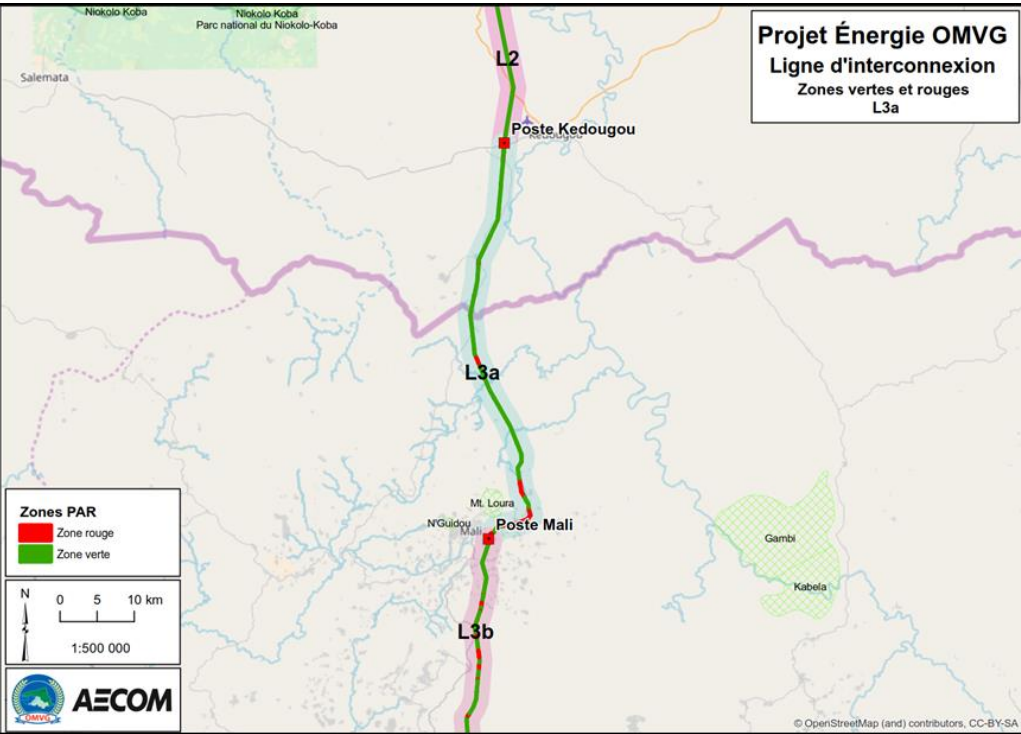 Niokolo Koba
Niokolo Koba
Parc national du Niokolo-Koba
Salemata
L2
Projet Énergie OMVG
Ligne d'interconnexion
Zones vertes et rouges
L3a
Poste Kedougou
Kédougou
L3a
Mt. Loura
N'Guidou
Mali
Poste Mali
Gambi
Kabela
L3b
Zones PAR
Zone rouge
Zone verte
N
0 5 10 km
1:500 000
OMVG
AECOM
© OpenStreetMap (and) contributors, CC-BY-SA